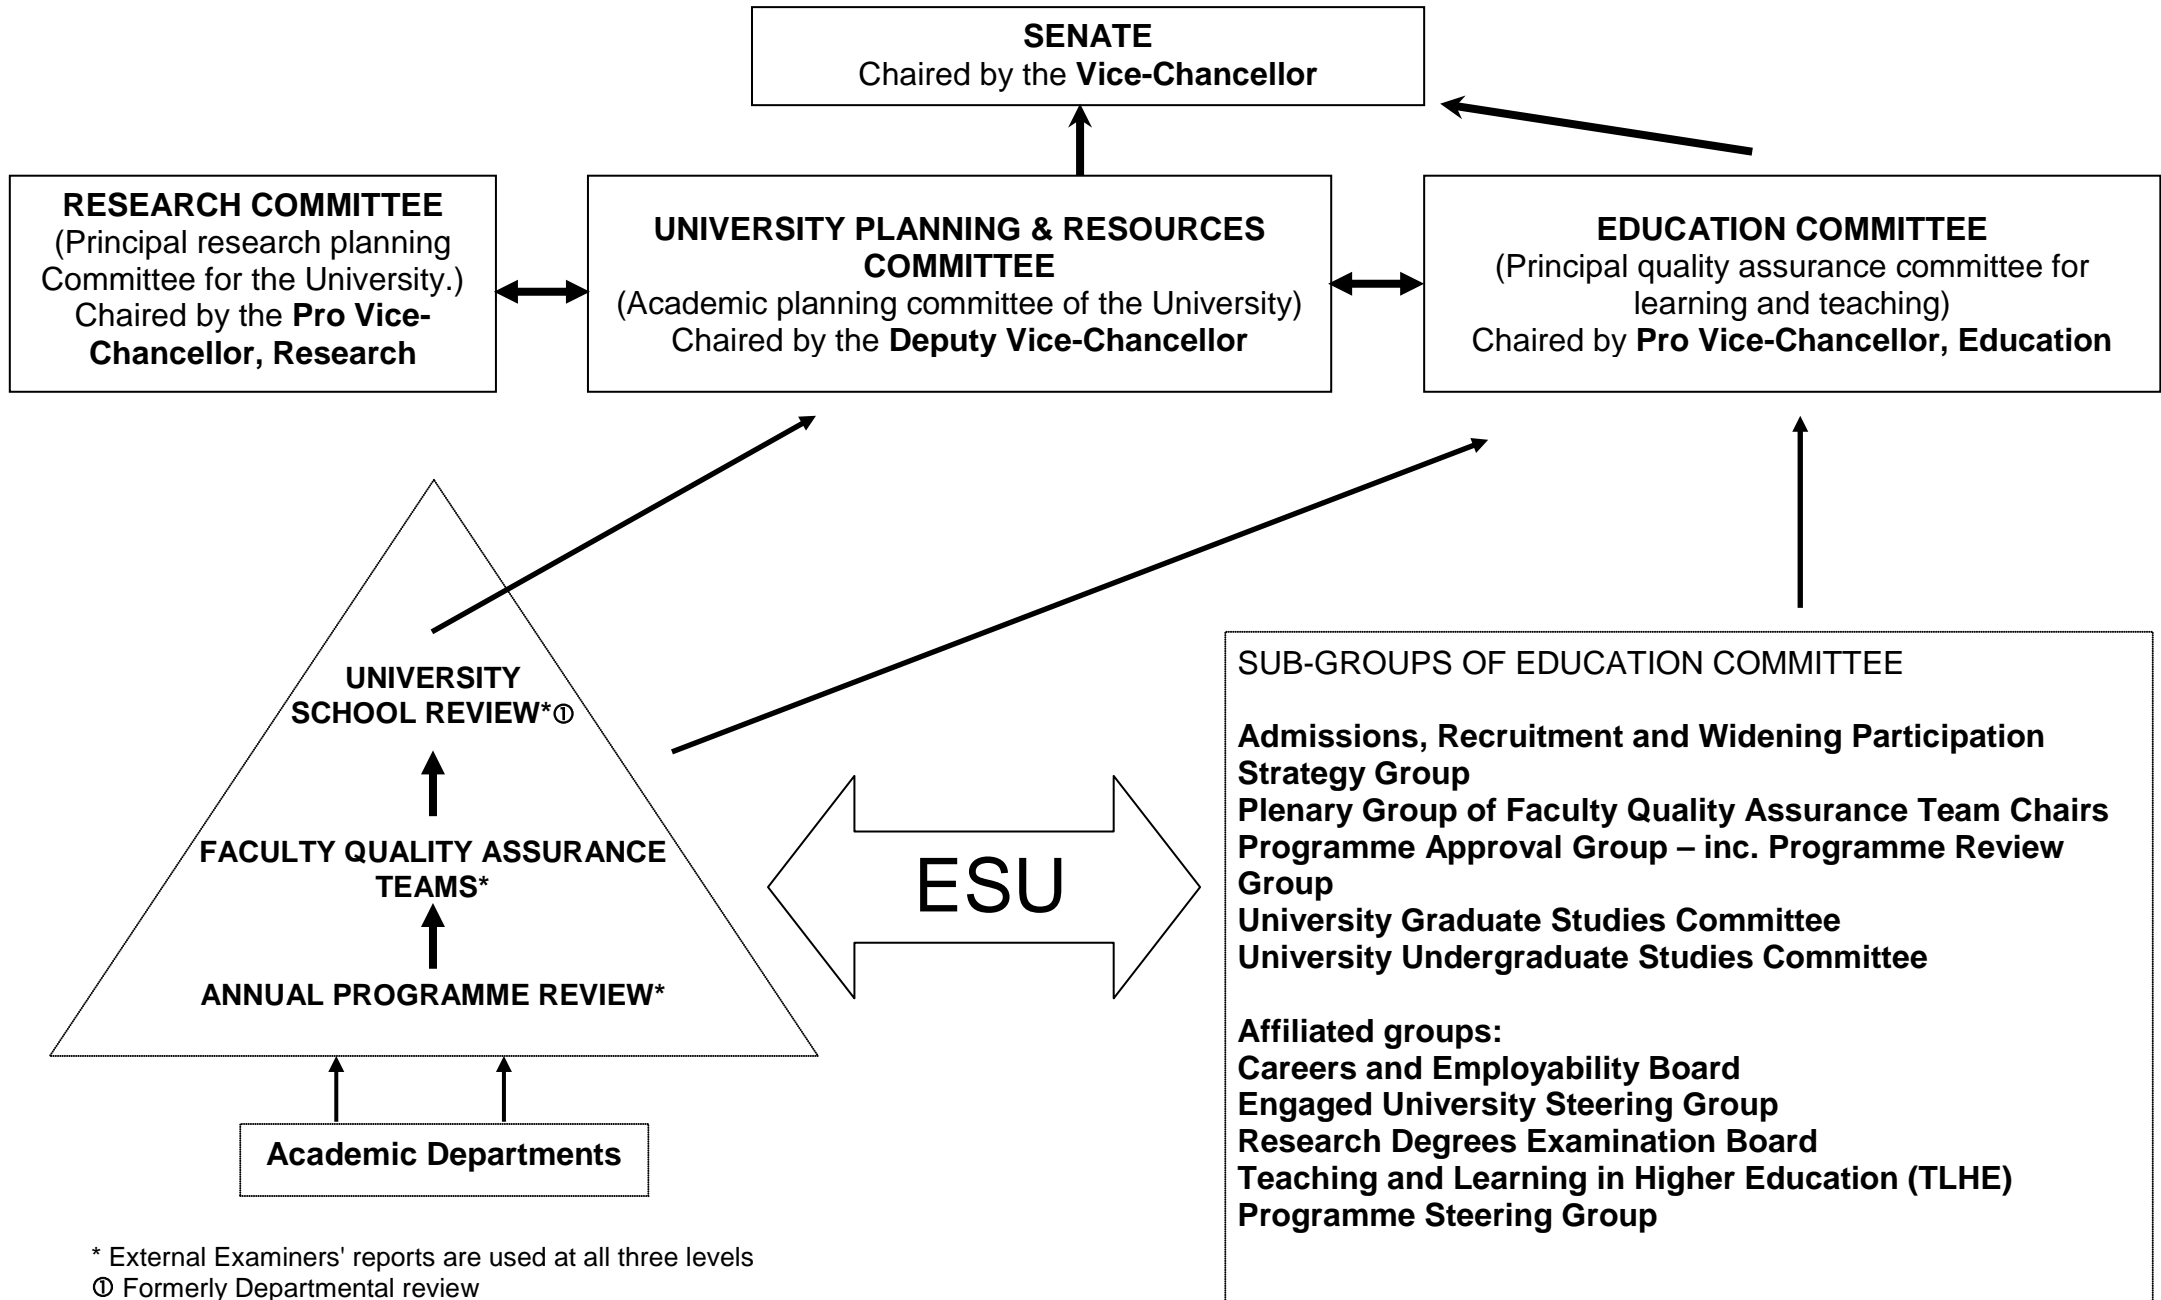 SENATE
Chaired by the Vice-Chancellor
RESEARCH COMMITTEE
(Principal research planning
Committee for the University.)
Chaired by the Pro Vice-
Chancellor, Research
UNIVERSITY PLANNING & RESOURCES
COMMITTEE
(Academic planning committee of the University)
Chaired by the Deputy Vice-Chancellor
EDUCATION COMMITTEE
(Principal quality assurance committee for
learning and teaching)
Chaired by Pro Vice-Chancellor, Education
UNIVERSITY
SCHOOL REVIEW*①
FACULTY QUALITY ASSURANCE
TEAMS*
ANNUAL PROGRAMME REVIEW*
Academic Departments
ESU
SUB-GROUPS OF EDUCATION COMMITTEE
Admissions, Recruitment and Widening Participation
Strategy Group
Plenary Group of Faculty Quality Assurance Team Chairs
Programme Approval Group – inc. Programme Review
Group
University Graduate Studies Committee
University Undergraduate Studies Committee
Affiliated groups:
Careers and Employability Board
Engaged University Steering Group
Research Degrees Examination Board
Teaching and Learning in Higher Education (TLHE)
Programme Steering Group
* External Examiners' reports are used at all three levels
① Formerly Departmental review